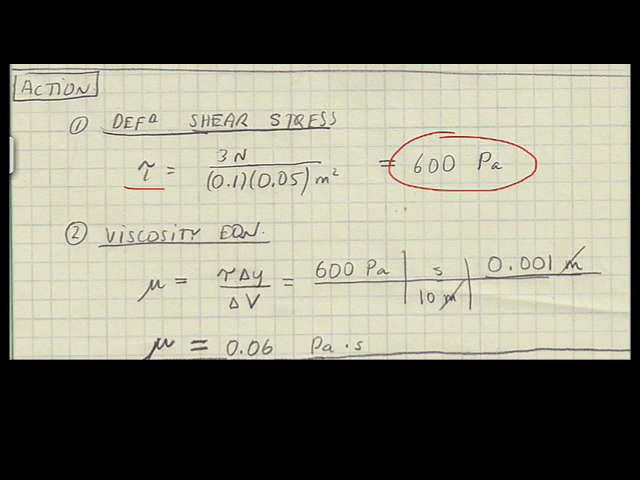 ACTION
① DEFⁿ SHEAR STRESS
τ = 3N / (0.1)(0.05) m² = 600 Pa
② VISCOSITY EQN.
μ = τΔy / ΔV = 600 Pa | s / 10 m | 0.001 m
μ = 0.06 Pa·s